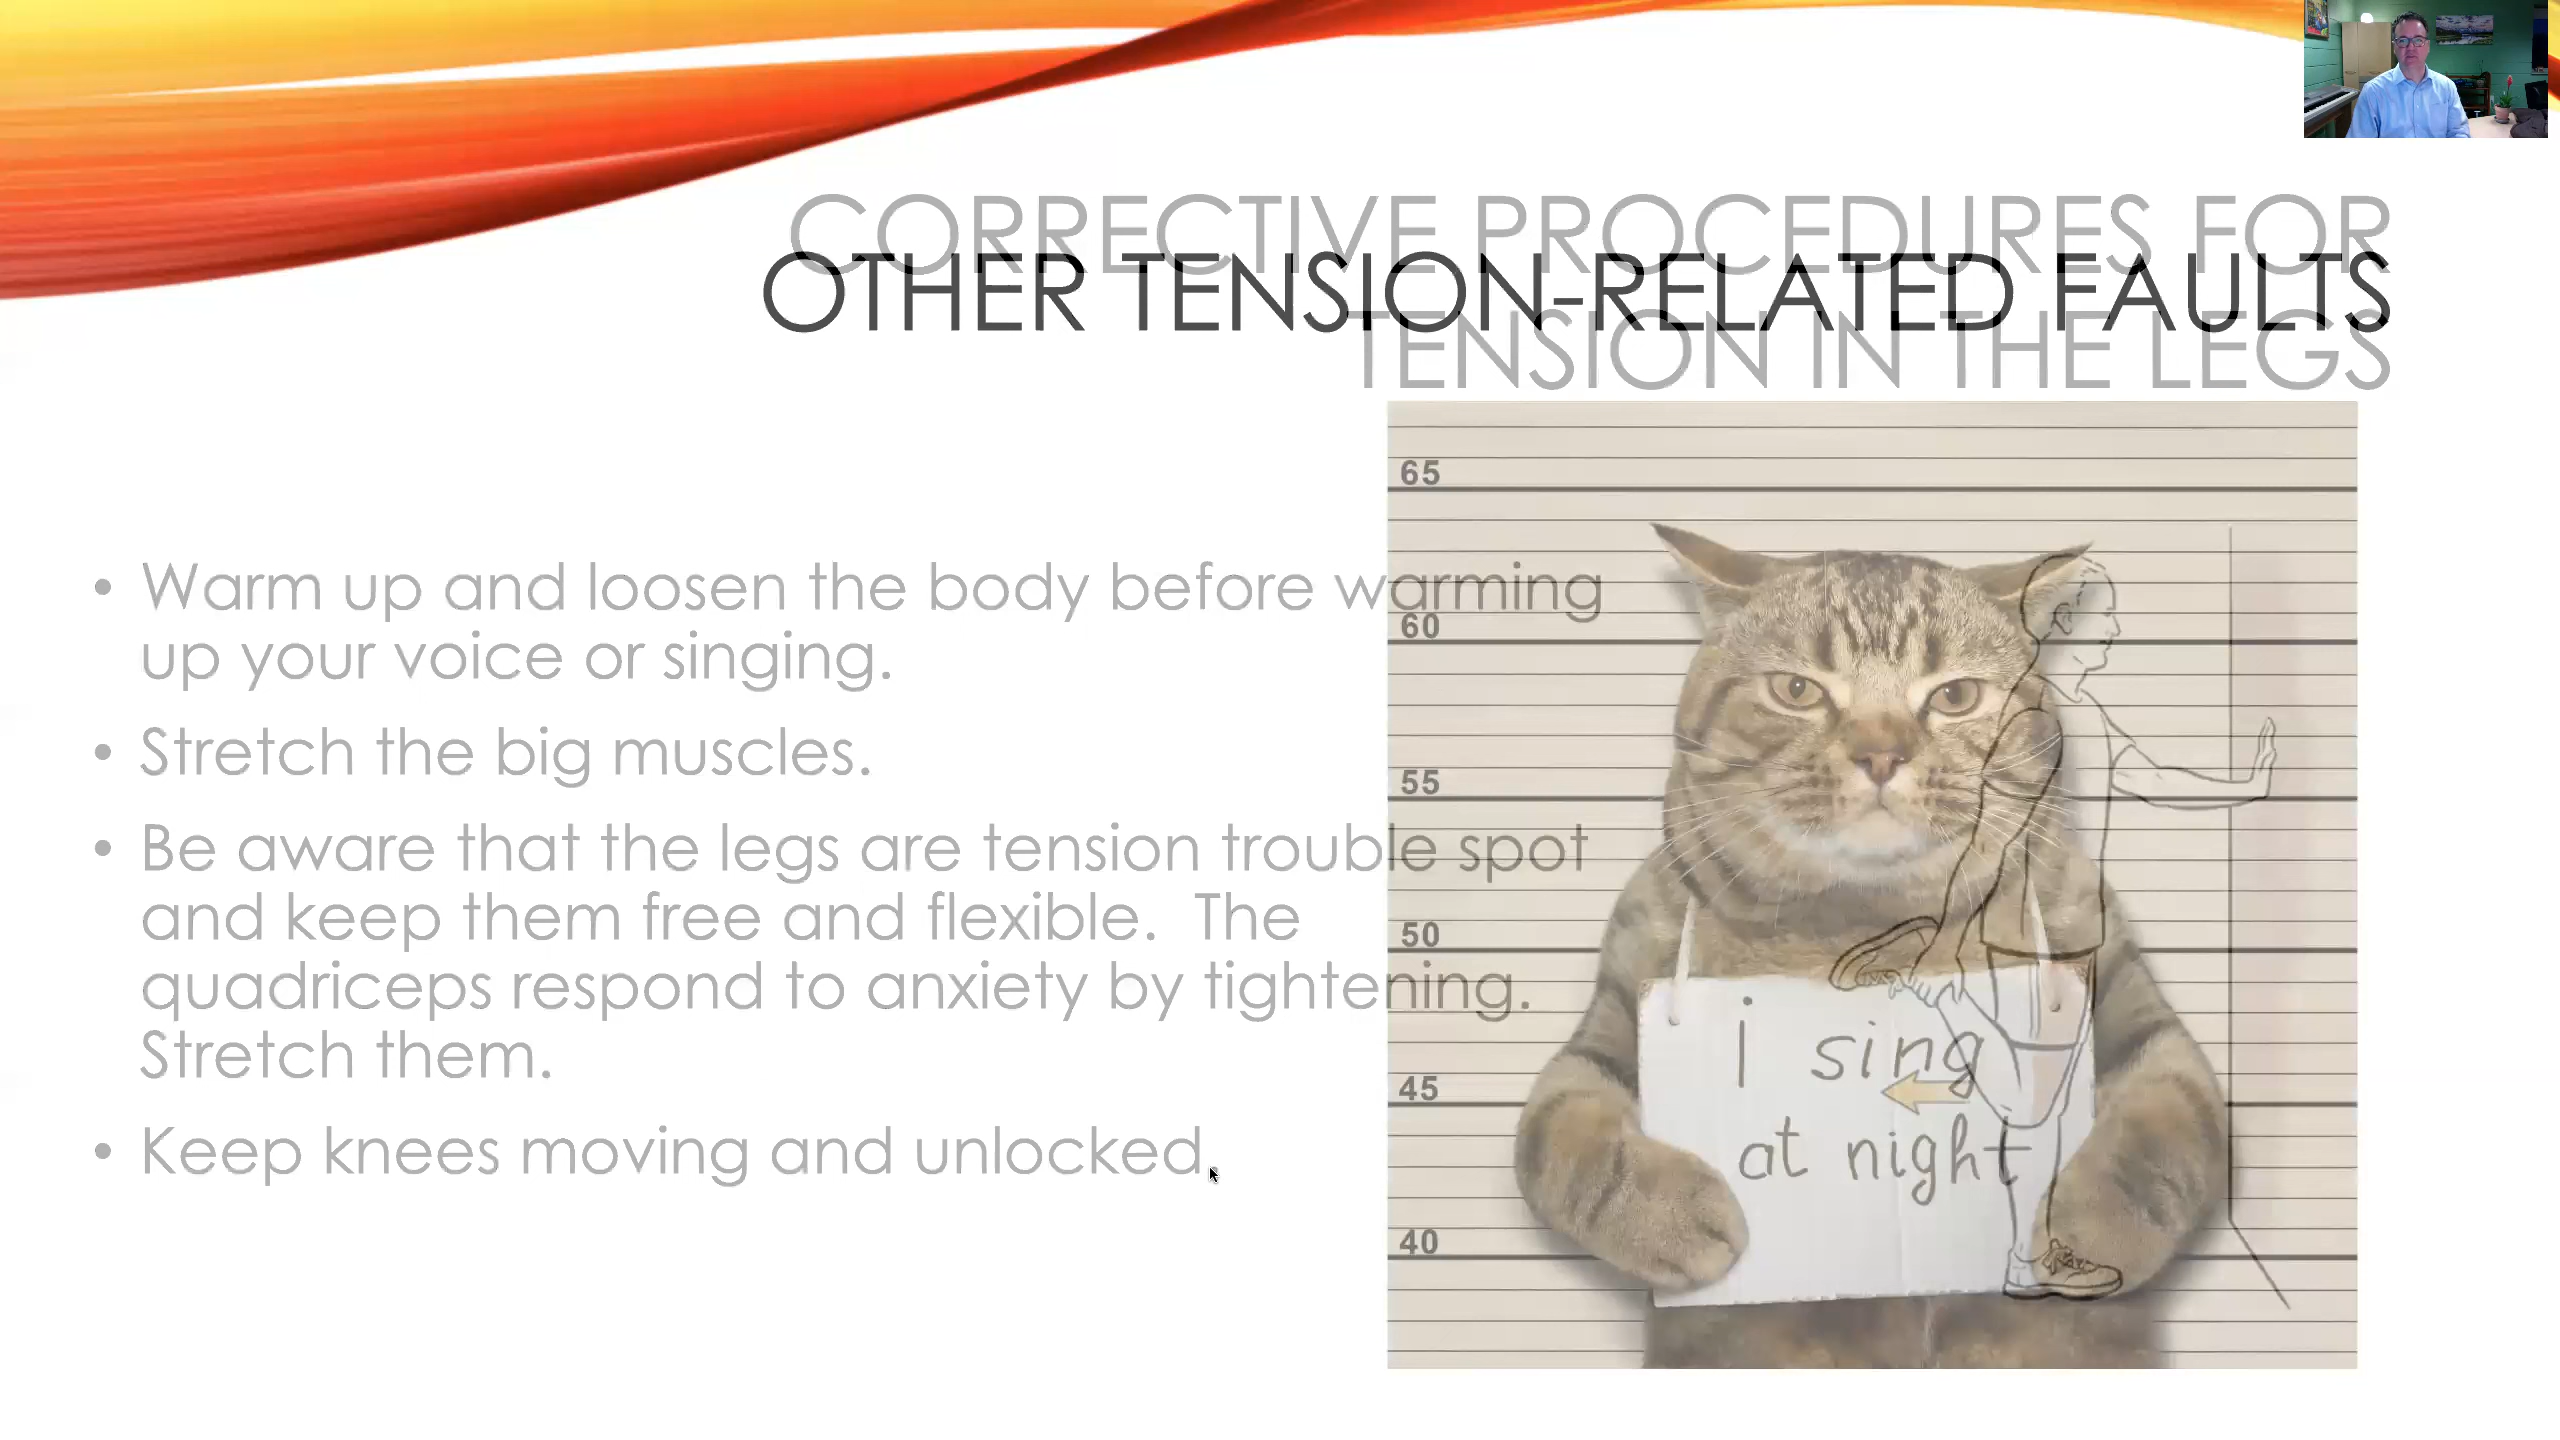 CORRECTIVE PROCEDURES FOR
OTHER TENSION-RELATED FAULTS
TENSION IN THE LEGS
• Warm up and loosen the body before warming
up your voice or singing.
• Stretch the big muscles.
• Be aware that the legs are tension trouble spot
and keep them free and flexible. The
quadriceps respond to anxiety by tightening.
Stretch them.
• Keep knees moving and unlocked.
65
60
55
50
45
40
i sing
at night